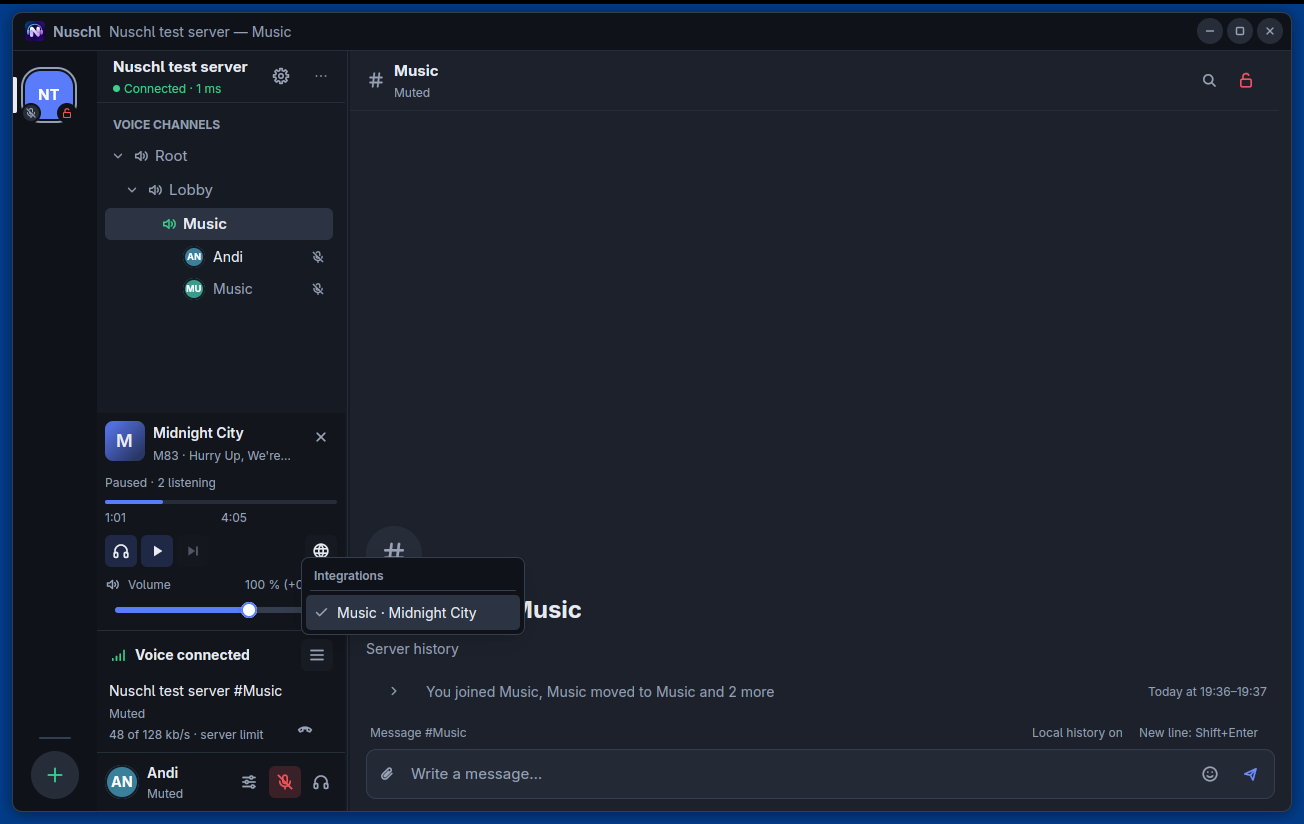 Nuschl Nuschl test server — Music
NT
Nuschl test server
Connected · 1 ms
VOICE CHANNELS
Root
Lobby
Music
AN Andi
MU Music
M
Midnight City
M83 · Hurry Up, We're...
Paused · 2 listening
1:01 4:05
Volume 100 % (+0
Voice connected
Nuschl test server #Music
Muted
48 of 128 kb/s · server limit
AN
Andi
Muted
Integrations
Music · Midnight City
# Music
Muted
#
Music
Server history
You joined Music, Music moved to Music and 2 more Today at 19:36–19:37
Message #Music Local history on New line: Shift+Enter
Write a message...